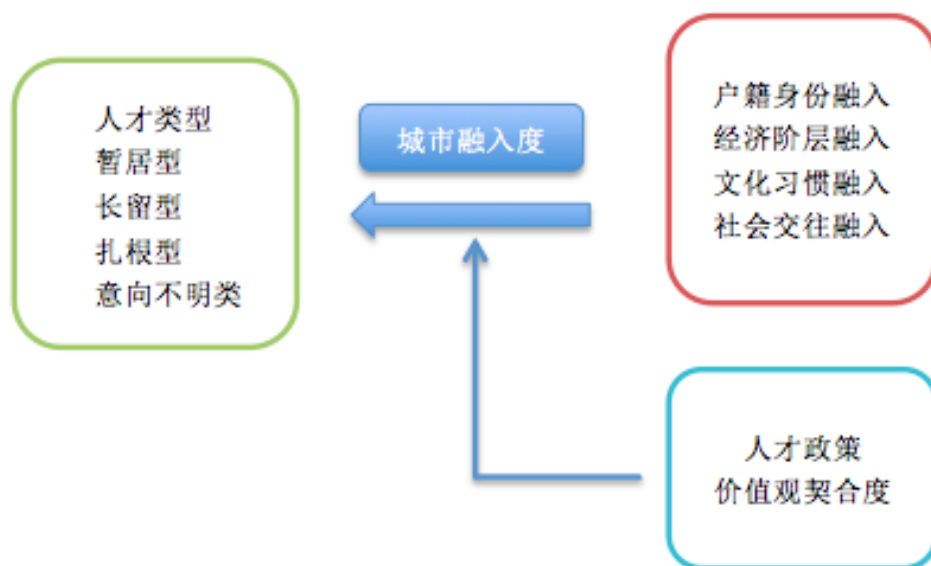 人才类型
暂居型
长留型
扎根型
意向不明类
城市融入度
户籍身份融入
经济阶层融入
文化习惯融入
社会交往融入
人才政策
价值观契合度